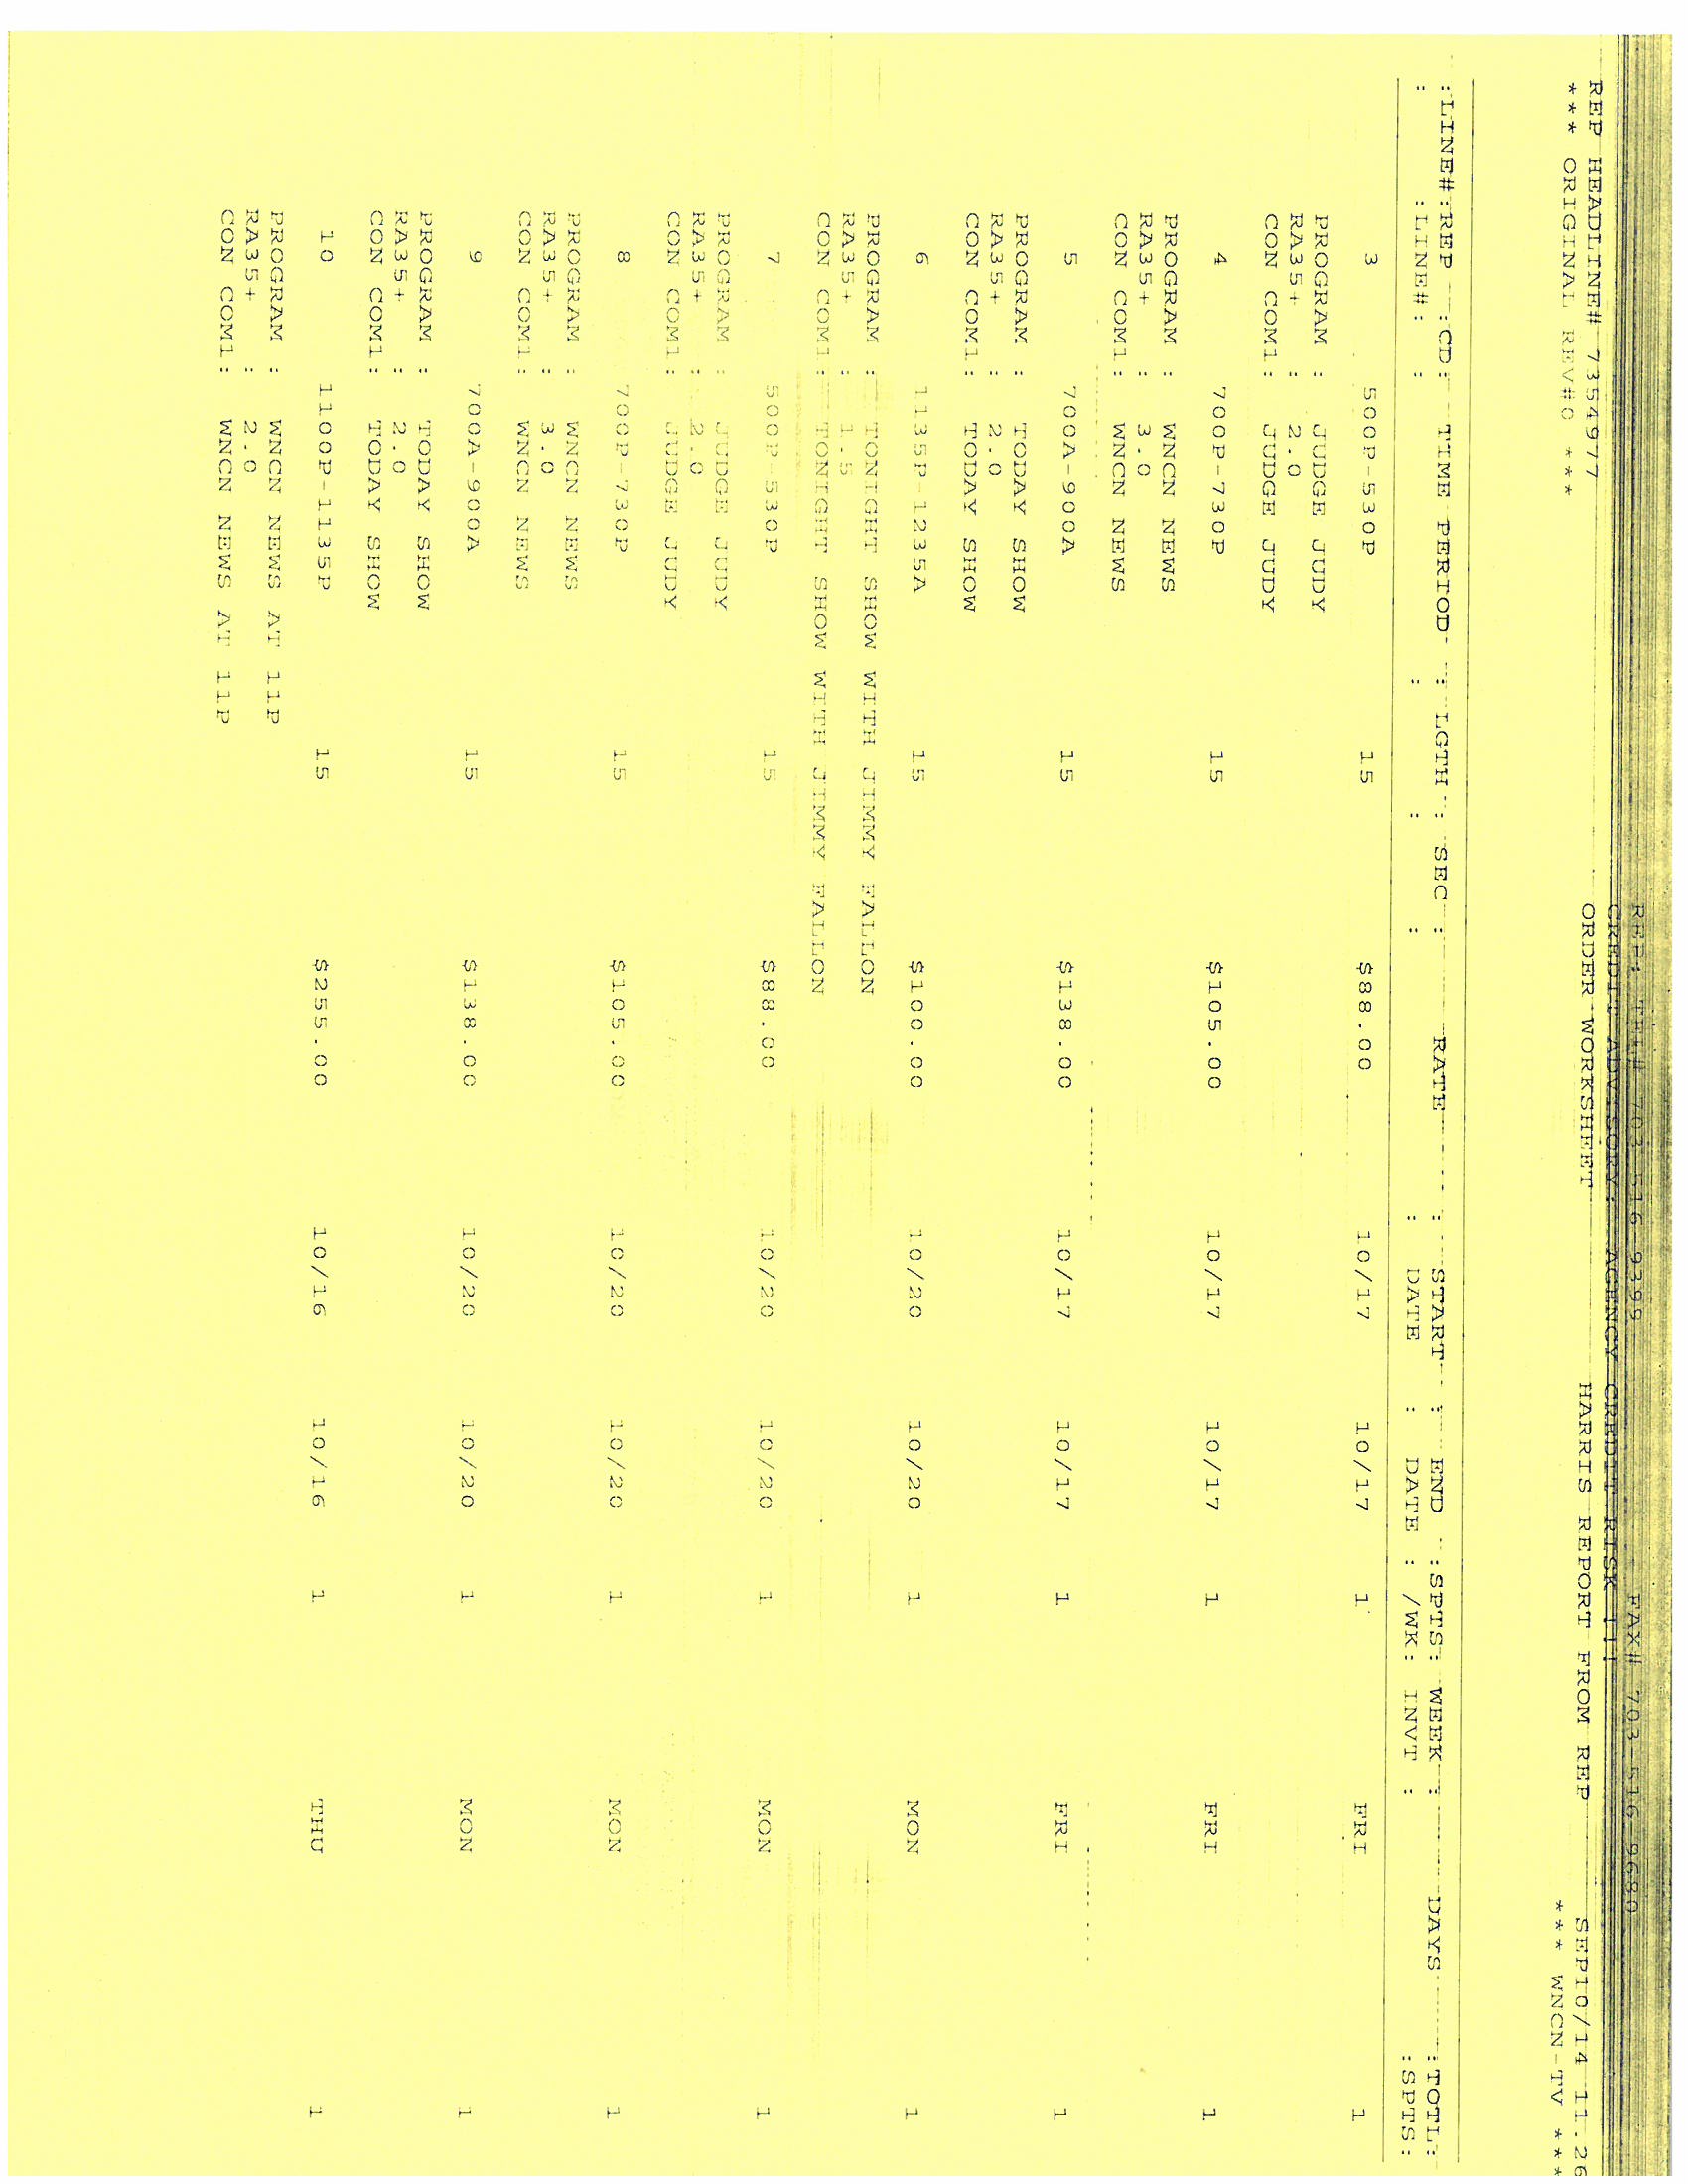 REP TEL# 703-516-9399 FAX# 703-516-9680
CREDIT ADVISORY: AGENCY CREDIT RISK !!!
REP HEADLINE# 7354977 ORDER WORKSHEET HARRIS REPORT FROM REP SEP10/14 11.26
*** ORIGINAL REV#0 *** *** WNCN-TV ***
:LINE#:REP :CD: TIME PERIOD : LGTH : SEC : RATE : START : END :SPTS: WEEK : DAYS :TOTL:
: :LINE#: : : : : : DATE : DATE : /WK: INVT : :SPTS:
3 500P-530P 15 $88.00 10/17 10/17 1 FRI 1
PROGRAM : JUDGE JUDY
RA35+ : 2.0
CON COM1: JUDGE JUDY
4 700P-730P 15 $105.00 10/17 10/17 1 FRI 1
PROGRAM : WNCN NEWS
RA35+ : 3.0
CON COM1: WNCN NEWS
5 700A-900A 15 $138.00 10/17 10/17 1 FRI 1
PROGRAM : TODAY SHOW
RA35+ : 2.0
CON COM1: TODAY SHOW
6 1135P-1235A 15 $100.00 10/20 10/20 1 MON 1
PROGRAM : TONIGHT SHOW WITH JIMMY FALLON
RA35+ : 1.5
CON COM1: TONIGHT SHOW WITH JIMMY FALLON
7 500P-530P 15 $88.00 10/20 10/20 1 MON 1
PROGRAM : JUDGE JUDY
RA35+ : 2.0
CON COM1: JUDGE JUDY
8 700P-730P 15 $105.00 10/20 10/20 1 MON 1
PROGRAM : WNCN NEWS
RA35+ : 3.0
CON COM1: WNCN NEWS
9 700A-900A 15 $138.00 10/20 10/20 1 MON 1
PROGRAM : TODAY SHOW
RA35+ : 2.0
CON COM1: TODAY SHOW
10 1100P-1135P 15 $255.00 10/16 10/16 1 THU 1
PROGRAM : WNCN NEWS AT 11P
RA35+ : 2.0
CON COM1: WNCN NEWS AT 11P